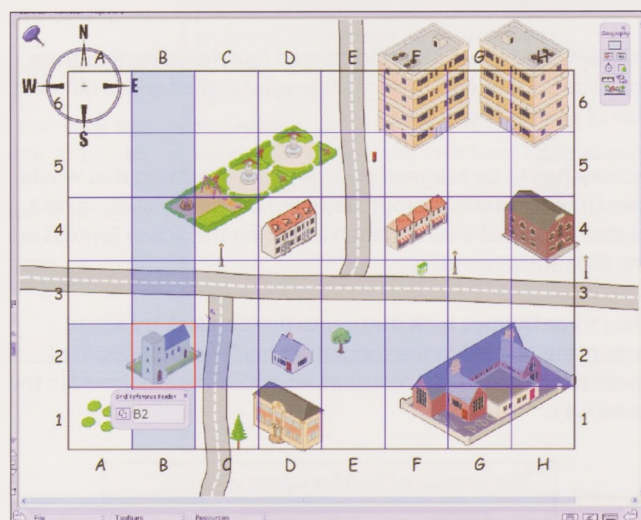 N
A B C D E F G H
W E
6 6
S
5 5
4 4
3 3
2 2
Grid Reference Reader
B2
1 1
A B C D E F G H
Geography
File Toolbars Resources